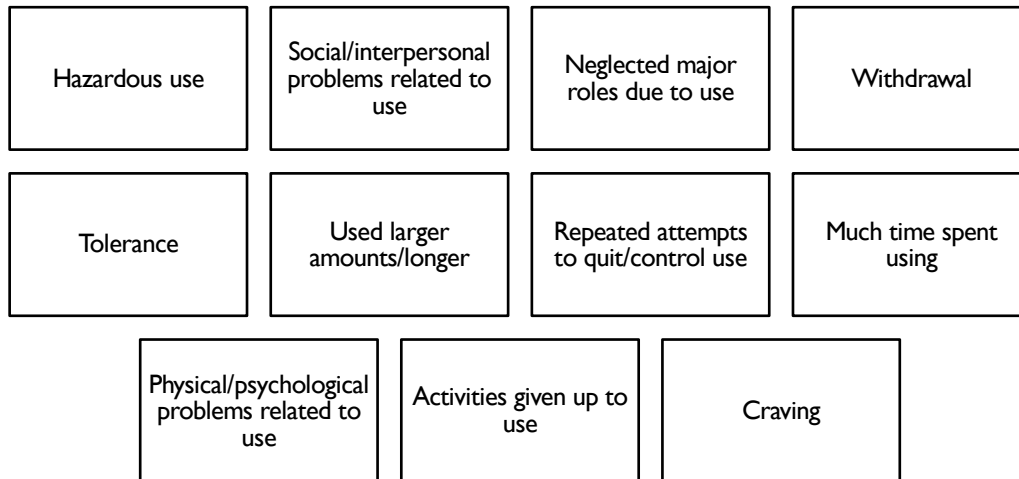 Hazardous use
Social/interpersonal
problems related to
use
Neglected major
roles due to use
Withdrawal
Tolerance
Used larger
amounts/longer
Repeated attempts
to quit/control use
Much time spent
using
Physical/psychological
problems related to
use
Activities given up to
use
Craving